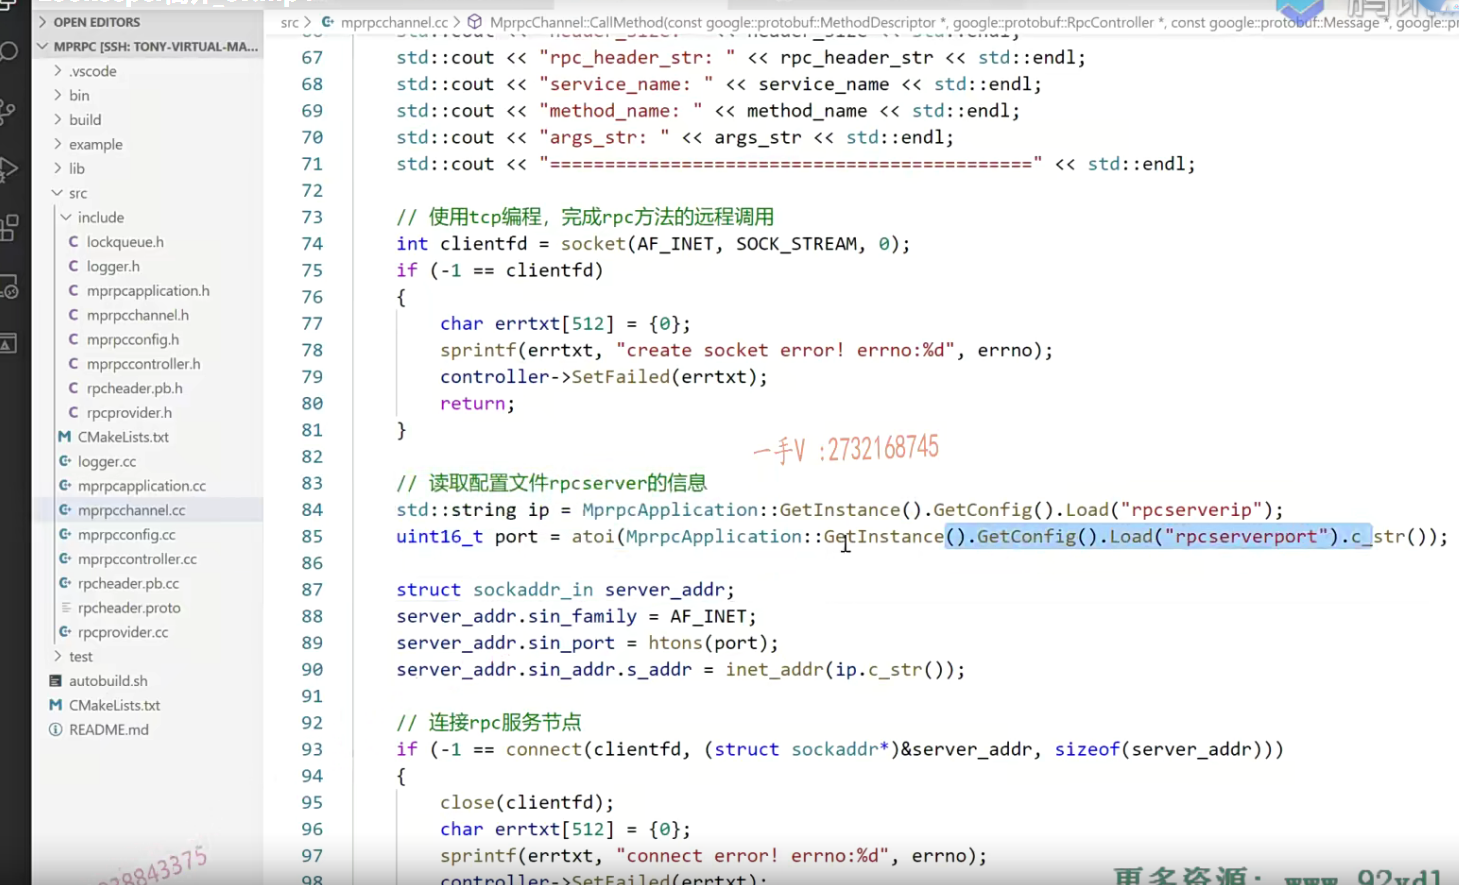 OPEN EDITORS
src > mprpcchannel.cc > MprpcChannel::CallMethod(const google::protobuf::MethodDescriptor *, google::protobuf::RpcController *, const google::protobuf::Message *, google::
MPRPC [SSH: TONY-VIRTUAL-MA...
.vscode
bin
build
example
lib
src
include
lockqueue.h
logger.h
mprpcapplication.h
mprpcchannel.h
mprpcconfig.h
mprpccontroller.h
rpcheader.pb.h
rpcprovider.h
CMakeLists.txt
logger.cc
mprpcapplication.cc
mprpcchannel.cc
mprpcconfig.cc
mprpccontroller.cc
rpcheader.pb.cc
rpcheader.proto
rpcprovider.cc
test
autobuild.sh
CMakeLists.txt
README.md
67 std::cout << "rpc_header_str: " << rpc_header_str << std::endl;
68 std::cout << "service_name: " << service_name << std::endl;
69 std::cout << "method_name: " << method_name << std::endl;
70 std::cout << "args_str: " << args_str << std::endl;
71 std::cout << "============================================" << std::endl;
72
73 // 使用tcp编程，完成rpc方法的远程调用
74 int clientfd = socket(AF_INET, SOCK_STREAM, 0);
75 if (-1 == clientfd)
76 {
77 char errtxt[512] = {0};
78 sprintf(errtxt, "create socket error! errno:%d", errno);
79 controller->SetFailed(errtxt);
80 return;
81 }
一手V :2732168745
82
83 // 读取配置文件rpcserver的信息
84 std::string ip = MprpcApplication::GetInstance().GetConfig().Load("rpcserverip");
85 uint16_t port = atoi(MprpcApplication::GetInstance().GetConfig().Load("rpcserverport").c_str());
86
87 struct sockaddr_in server_addr;
88 server_addr.sin_family = AF_INET;
89 server_addr.sin_port = htons(port);
90 server_addr.sin_addr.s_addr = inet_addr(ip.c_str());
91
92 // 连接rpc服务节点
93 if (-1 == connect(clientfd, (struct sockaddr*)&server_addr, sizeof(server_addr)))
94 {
95 close(clientfd);
96 char errtxt[512] = {0};
97 sprintf(errtxt, "connect error! errno:%d", errno);
98 controller->SetFailed(errtxt);